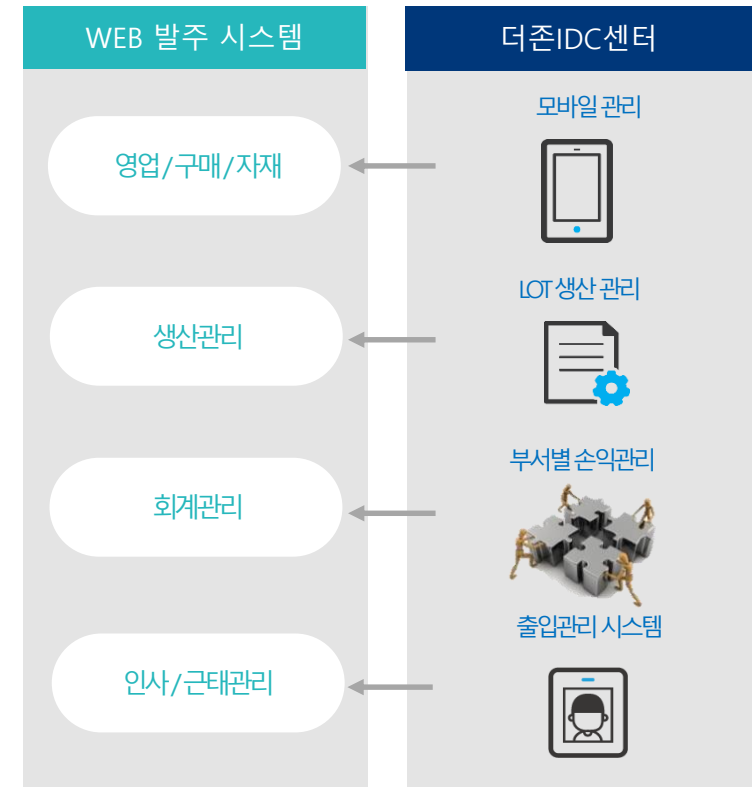 WEB 발주 시스템
영업/구매/자재
생산관리
회계관리
인사/근태관리
더존IDC센터
모바일 관리
LOT 생산 관리
부서별 손익관리
출입관리 시스템